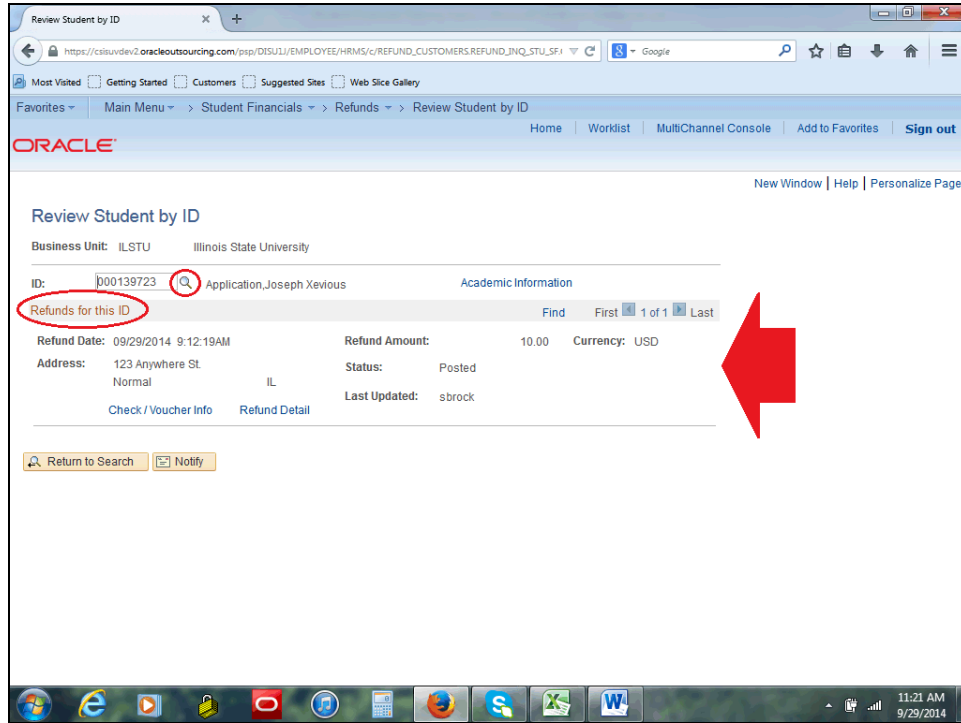 Review Student by ID
https://csisuvdev2.oracleoutsourcing.com/psp/DISU1J/EMPLOYEE/HRMS/c/REFUND_CUSTOMERS.REFUND_INQ_STU_SF.( Google
Most Visited Getting Started Customers Suggested Sites Web Slice Gallery
Favorites Main Menu > Student Financials > Refunds > Review Student by ID
Home Worklist MultiChannel Console Add to Favorites Sign out
ORACLE
New Window | Help | Personalize Page
Review Student by ID
Business Unit: ILSTU Illinois State University
ID: 000139723 Application,Joseph Xevious Academic Information
Refunds for this ID Find First 1 of 1 Last
Refund Date: 09/29/2014 9:12:19AM Refund Amount: 10.00 Currency: USD
Address: 123 Anywhere St. Status: Posted
Normal IL
Last Updated: sbrock
Check / Voucher Info Refund Detail
Return to Search Notify
11:21 AM
9/29/2014